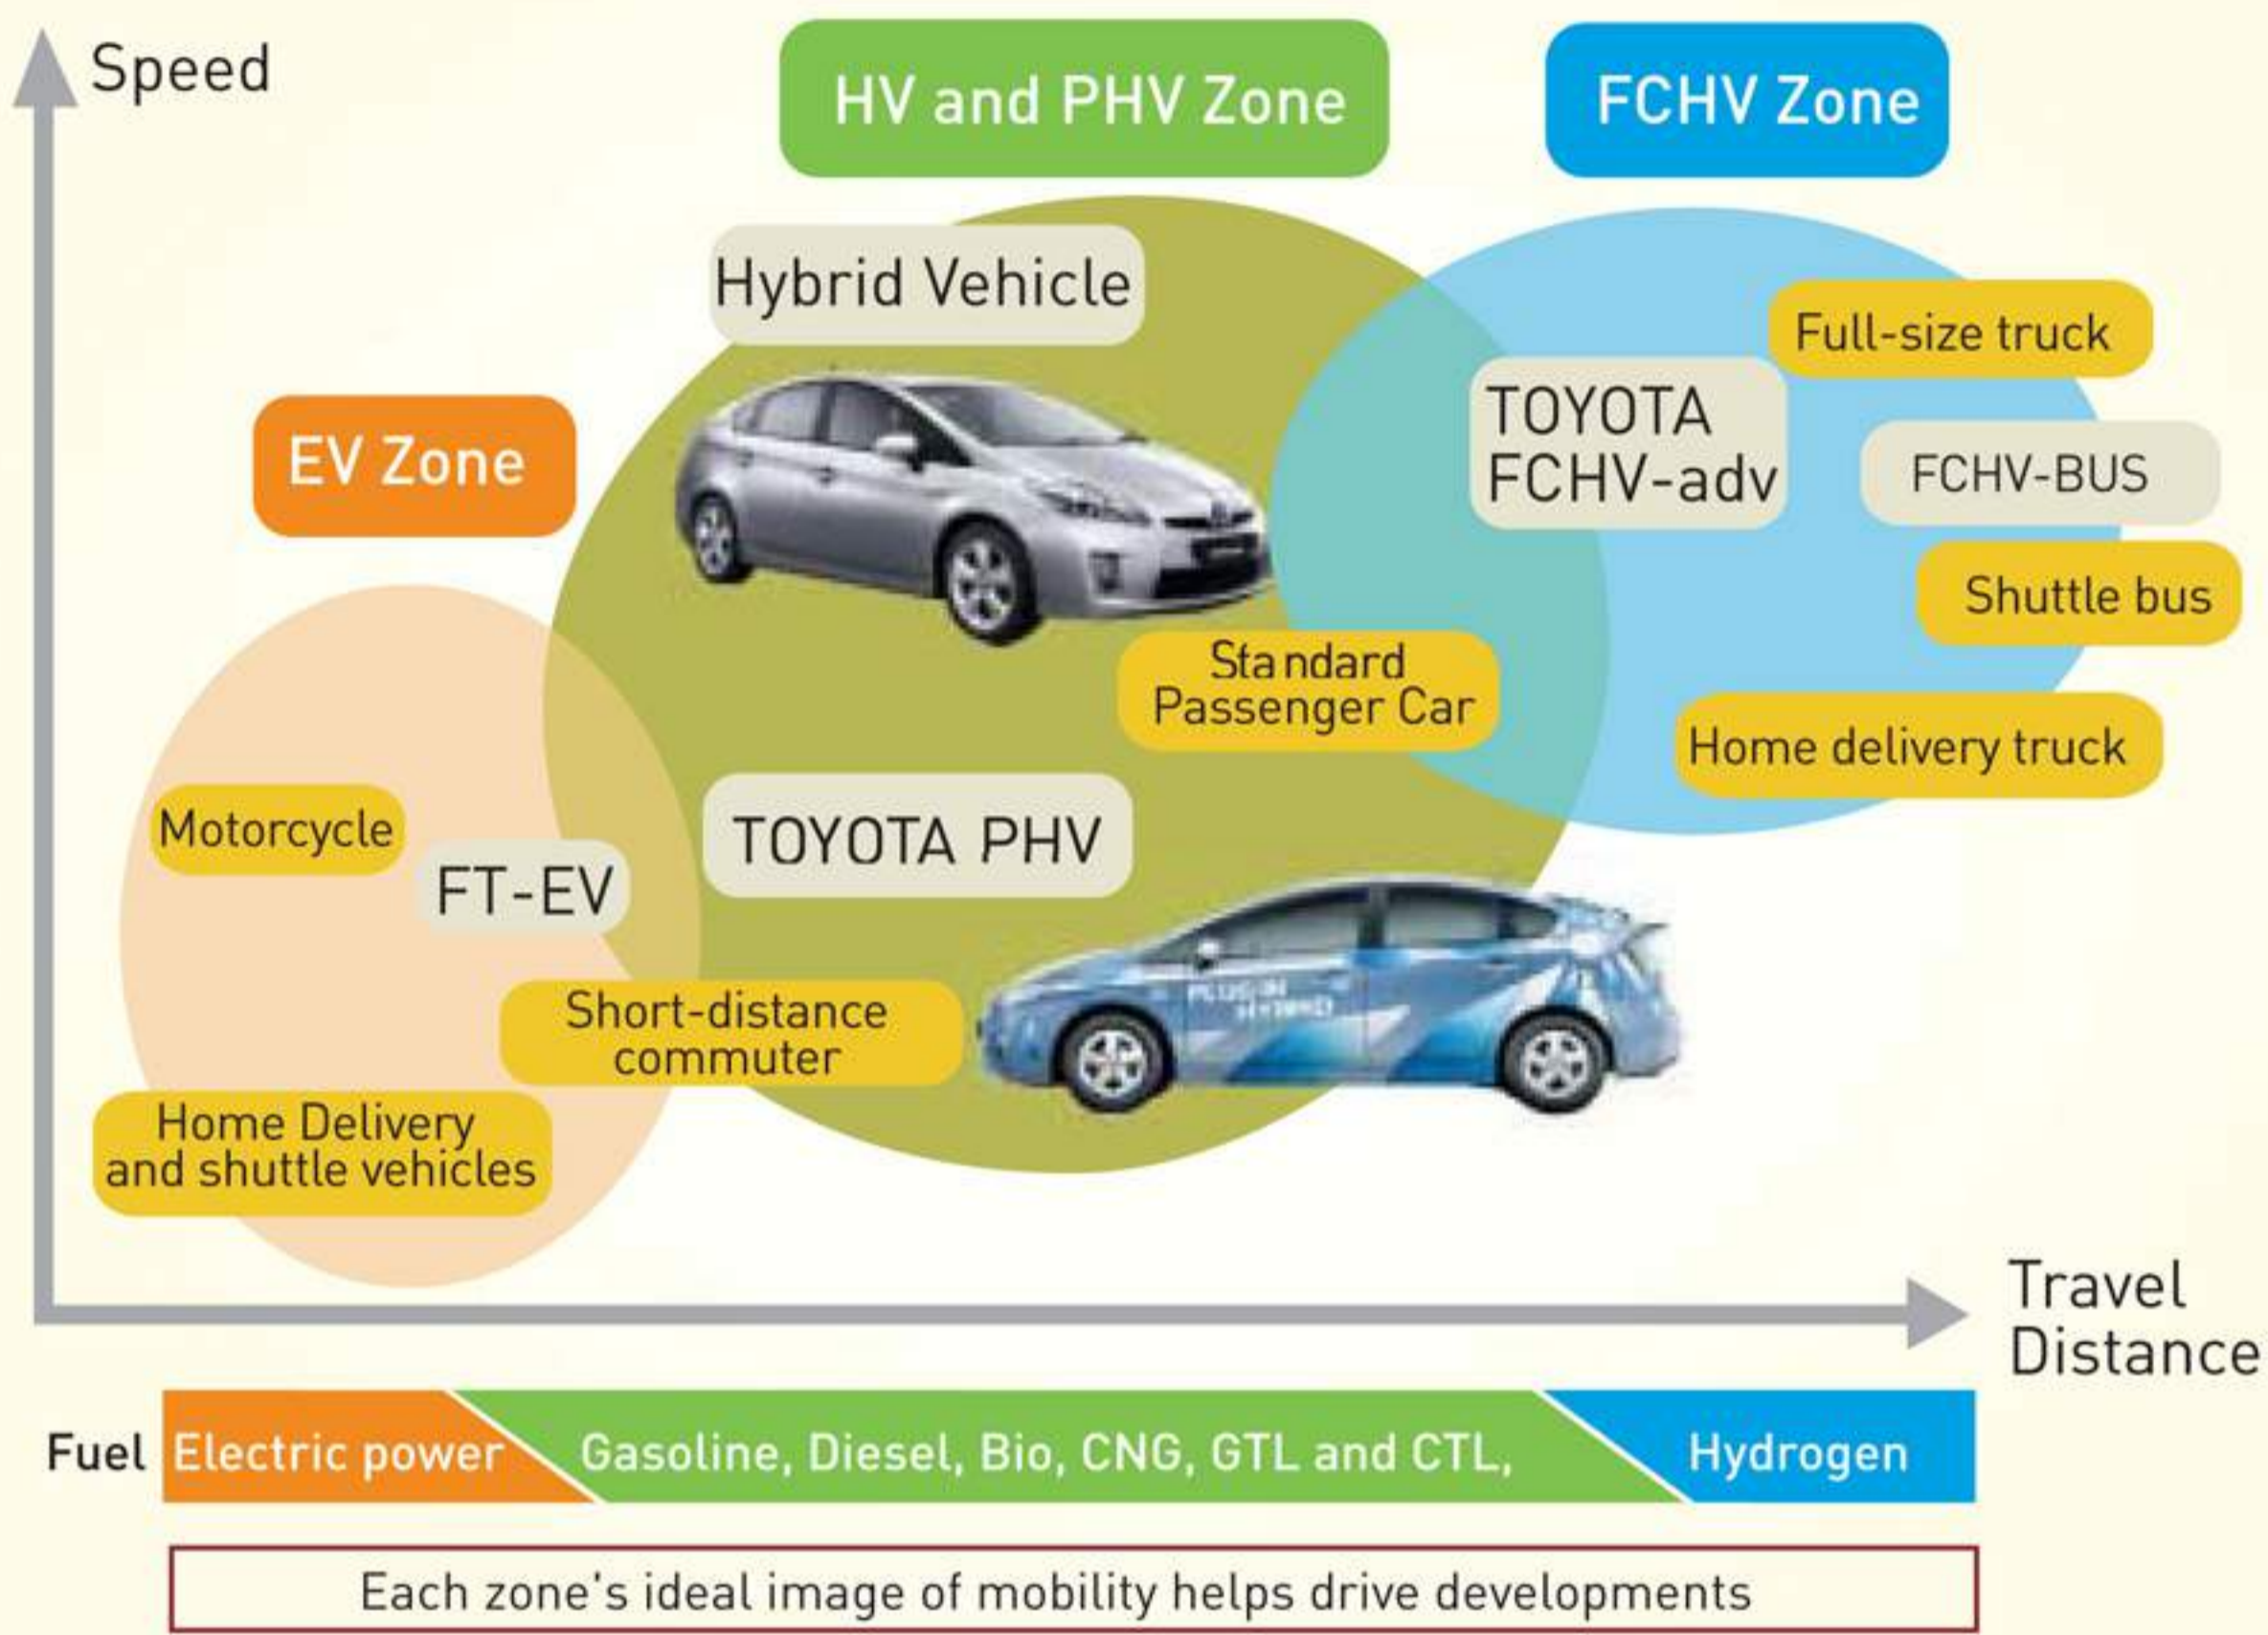 Speed
HV and PHV Zone
FCHV Zone
Hybrid Vehicle
Full-size truck
TOYOTA
FCHV-adv
EV Zone
FCHV-BUS
Shuttle bus
Standard
Passenger Car
Home delivery truck
Motorcycle
TOYOTA PHV
FT-EV
PLUG-IN
HYBRID
Short-distance
commuter
Home Delivery
and shuttle vehicles
Travel
Distance
Fuel
Electric power
Gasoline, Diesel, Bio, CNG, GTL and CTL,
Hydrogen
Each zone's ideal image of mobility helps drive developments